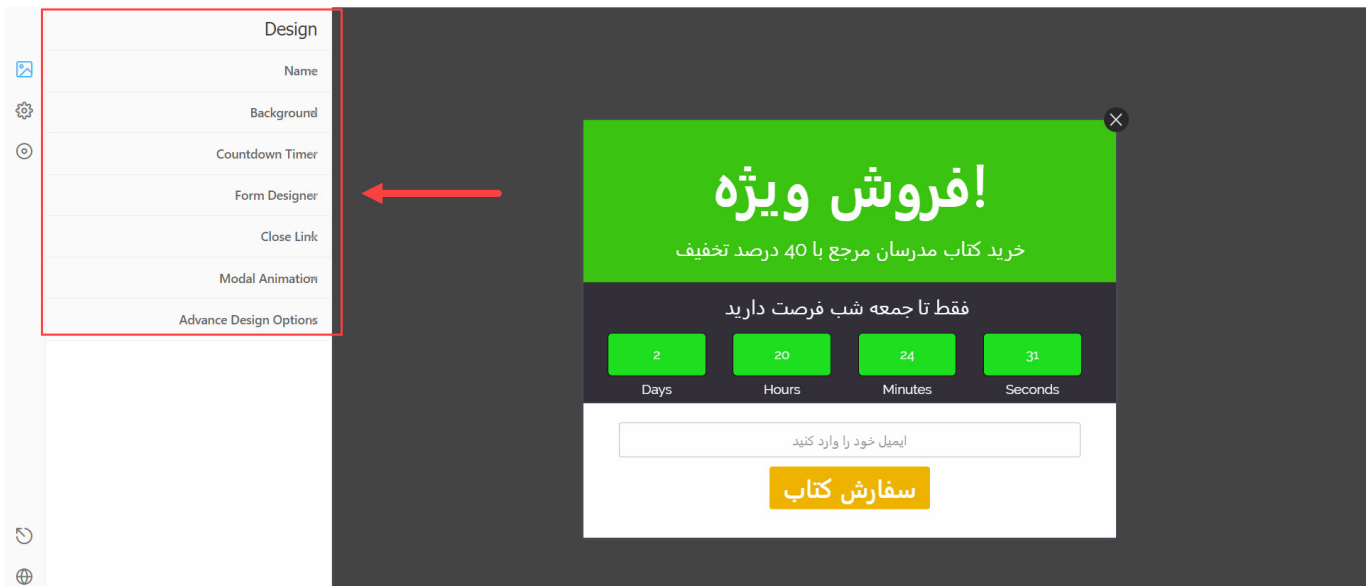 Design
Name
Background
Countdown Timer
Form Designer
Close Link
Modal Animation
Advance Design Options
!فروش ویژه
خرید کتاب مدرسان مرجع با 40 درصد تخفیف
فقط تا جمعه شب فرصت دارید
2 20 24 31
Days Hours Minutes Seconds
ایمیل خود را وارد کنید
سفارش کتاب